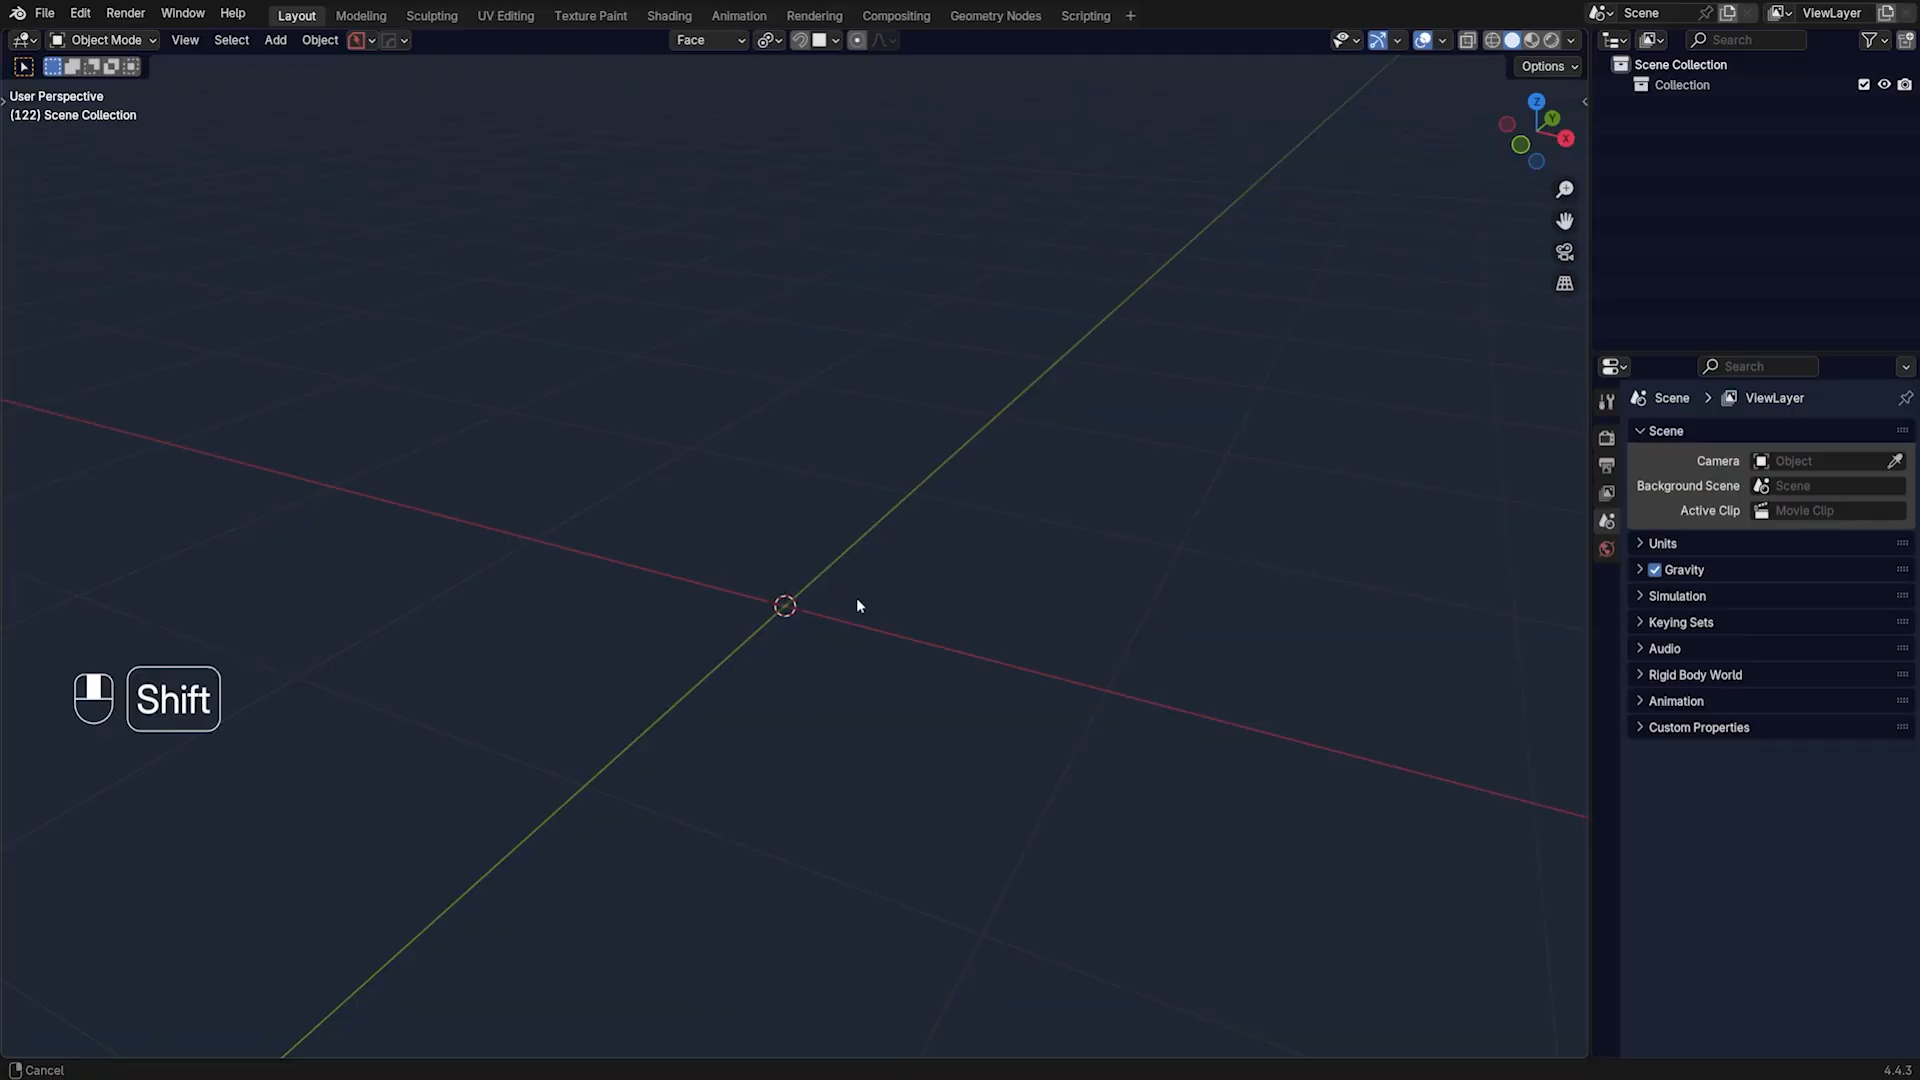 File Edit Render Window Help Layout Modeling Sculpting UV Editing Texture Paint Shading Animation Rendering Compositing Geometry Nodes Scripting + Scene ViewLayer
Object Mode View Select Add Object Face Search
Options
User Perspective
(122) Scene Collection
Z
Y
X
Scene Collection
Collection
Search
Scene > ViewLayer
Scene
Camera Object
Background Scene Scene
Active Clip Movie Clip
Units
Gravity
Simulation
Keying Sets
Audio
Rigid Body World
Animation
Custom Properties
Shift
Cancel 4.4.3